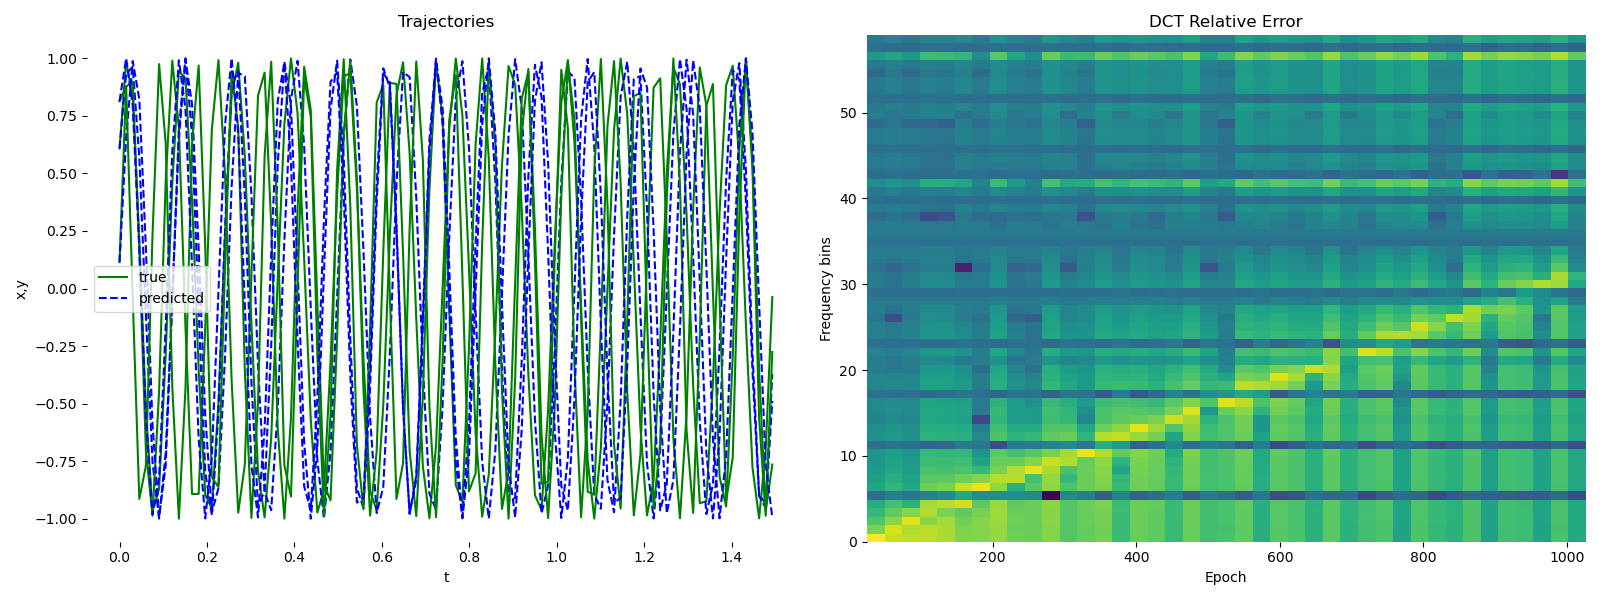 Trajectories
1.00
0.75
0.50
0.25
0.00
−0.25
−0.50
−0.75
−1.00
x,y
true
predicted
0.0 0.2 0.4 0.6 0.8 1.0 1.2 1.4
t
DCT Relative Error
50
40
30
20
10
0
Frequency bins
200 400 600 800 1000
Epoch